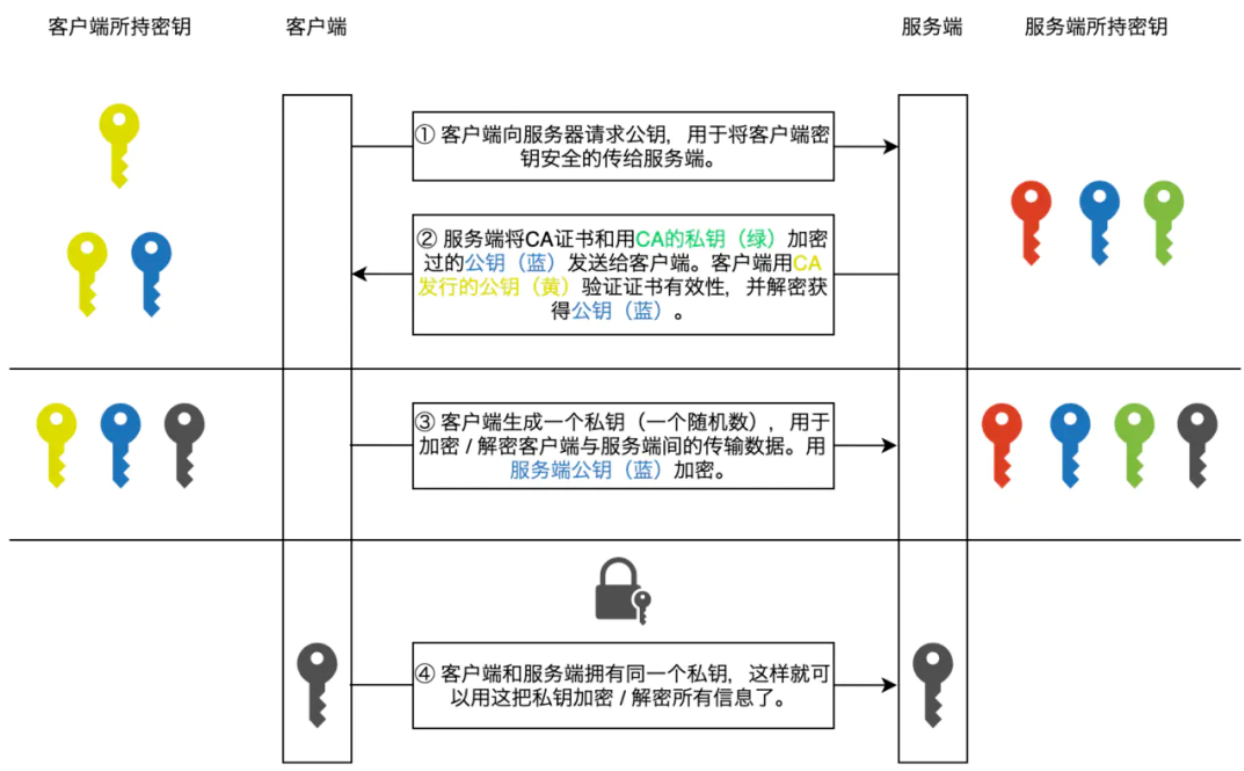 客户端所持密钥
客户端
服务端
服务端所持密钥
① 客户端向服务器请求公钥，用于将客户端密
钥安全的传给服务端。
② 服务端将CA证书和用CA的私钥（绿）加密
过的公钥（蓝）发送给客户端。客户端用CA
发行的公钥（黄）验证证书有效性，并解密获
得公钥（蓝）。
③ 客户端生成一个私钥（一个随机数），用于
加密 / 解密客户端与服务端间的传输数据。用
服务端公钥（蓝）加密。
④ 客户端和服务端拥有同一个私钥，这样就可
以用这把私钥加密 / 解密所有信息了。